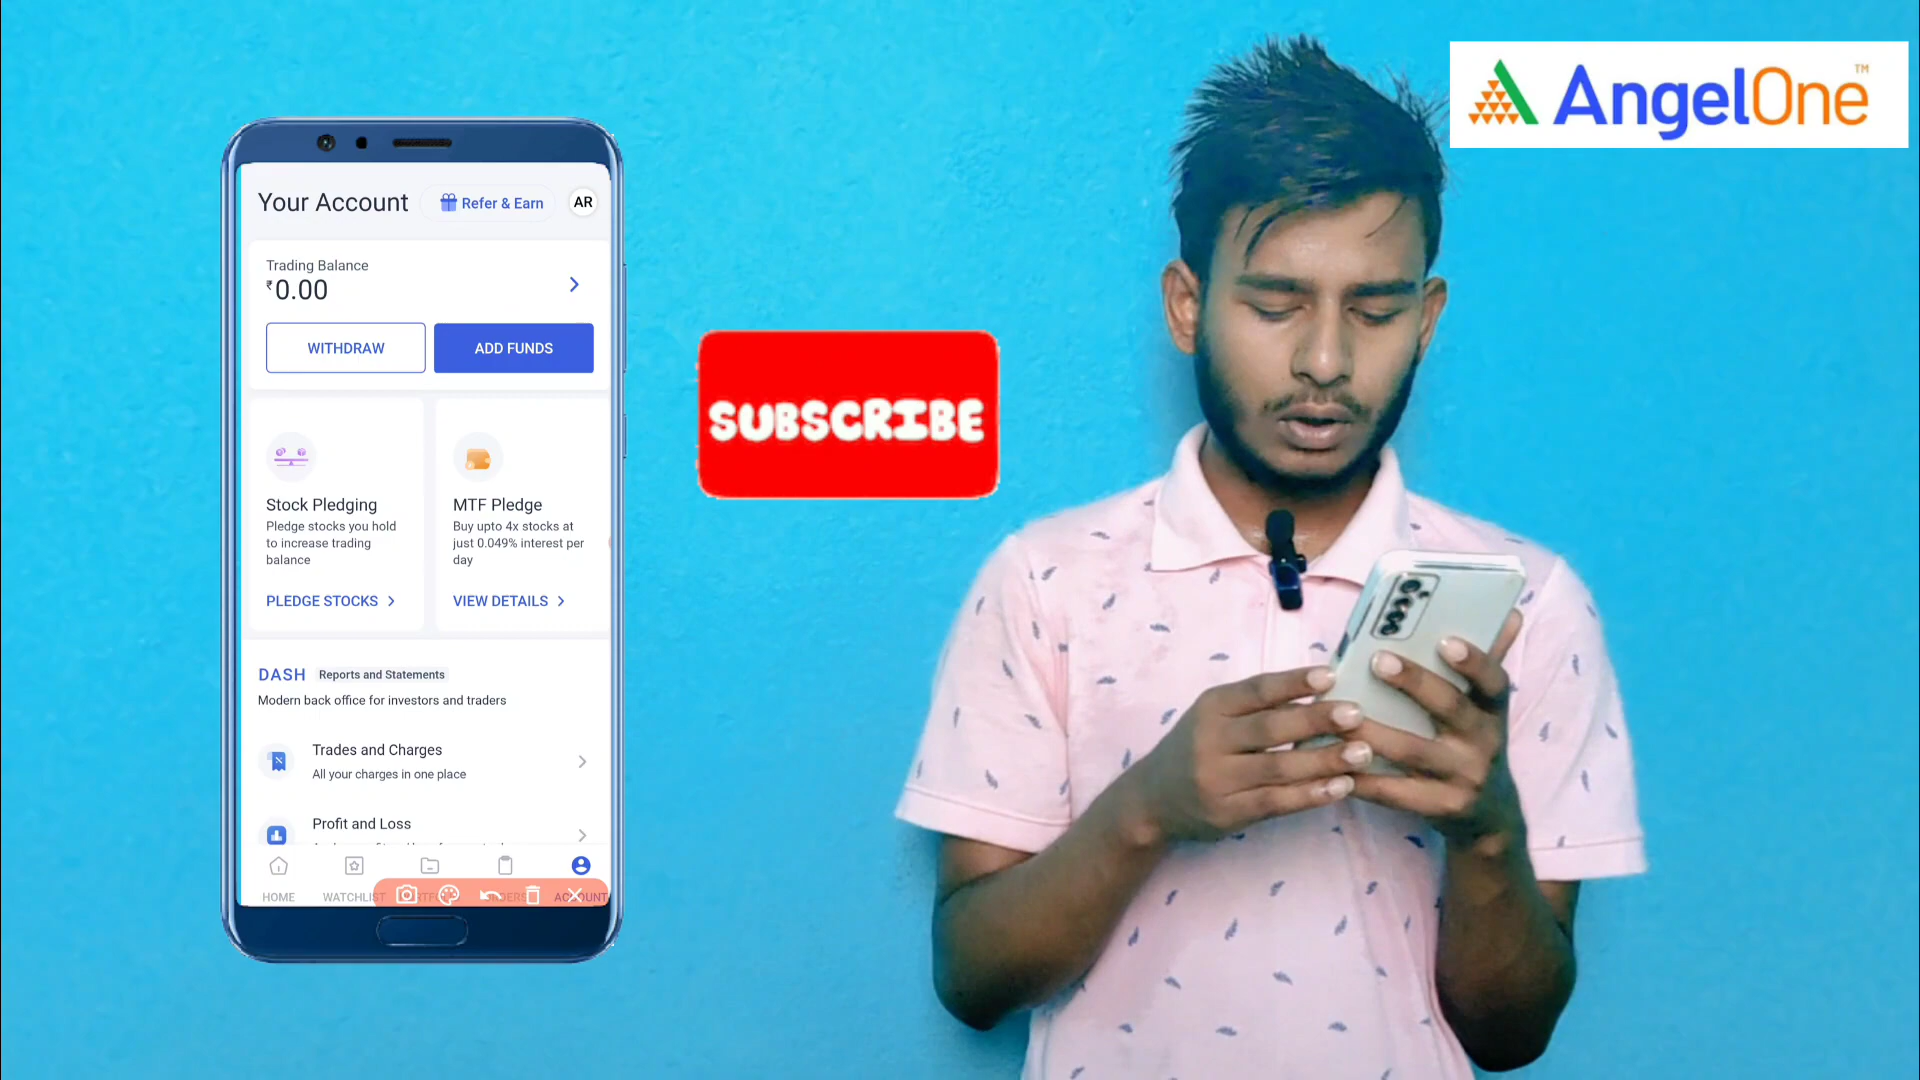 AngelOne™
Your Account
Refer & Earn
AR
Trading Balance
₹0.00
WITHDRAW
ADD FUNDS
SUBSCRIBE
Stock Pledging
Pledge stocks you hold
to increase trading
balance
PLEDGE STOCKS >
MTF Pledge
Buy upto 4x stocks at
just 0.049% interest per
day
VIEW DETAILS >
DASH Reports and Statements
Modern back office for investors and traders
Trades and Charges
All your charges in one place
Profit and Loss
HOME
WATCHLIST
ACCOUNT